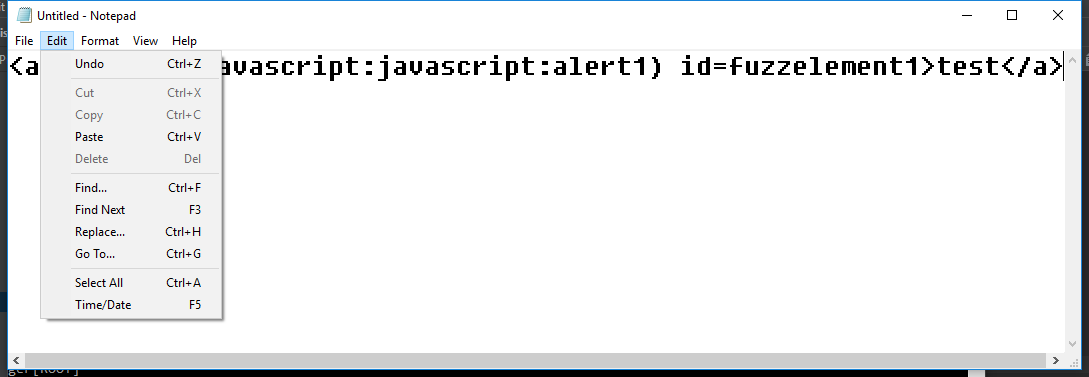 Untitled - Notepad
File Edit Format View Help
<a avascript:javascript:alert1) id=fuzzelement1>test</a>
Undo Ctrl+Z
Cut Ctrl+X
Copy Ctrl+C
Paste Ctrl+V
Delete Del
Find... Ctrl+F
Find Next F3
Replace... Ctrl+H
Go To... Ctrl+G
Select All Ctrl+A
Time/Date F5